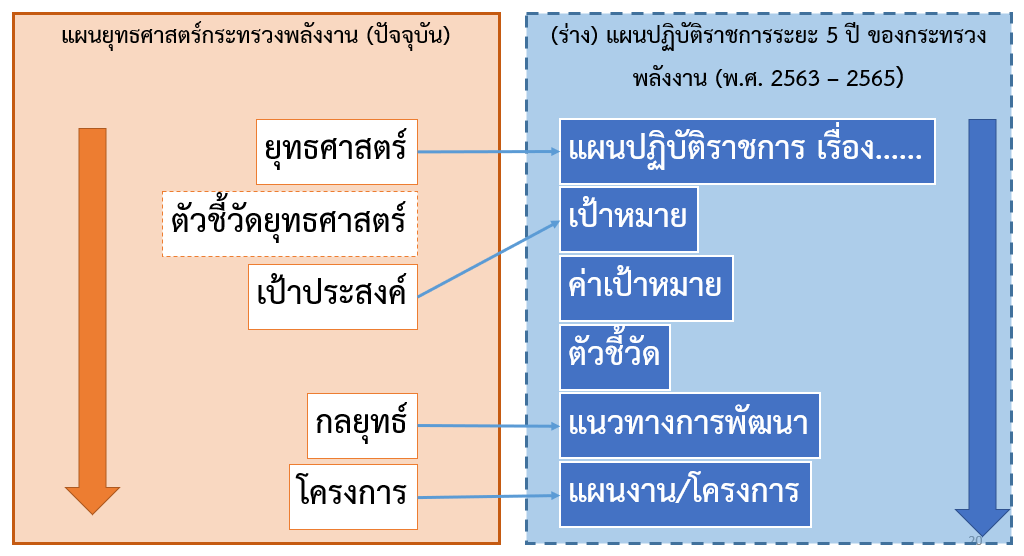 แผนยุทธศาสตร์กระทรวงพลังงาน (ปัจจุบัน)
ยุทธศาสตร์
ตัวชี้วัดยุทธศาสตร์
เป้าประสงค์
กลยุทธ์
โครงการ
(ร่าง) แผนปฏิบัติราชการระยะ 5 ปี ของกระทรวง
พลังงาน (พ.ศ. 2563 – 2565)
แผนปฏิบัติราชการ เรื่อง......
เป้าหมาย
ค่าเป้าหมาย
ตัวชี้วัด
แนวทางการพัฒนา
แผนงาน/โครงการ
20